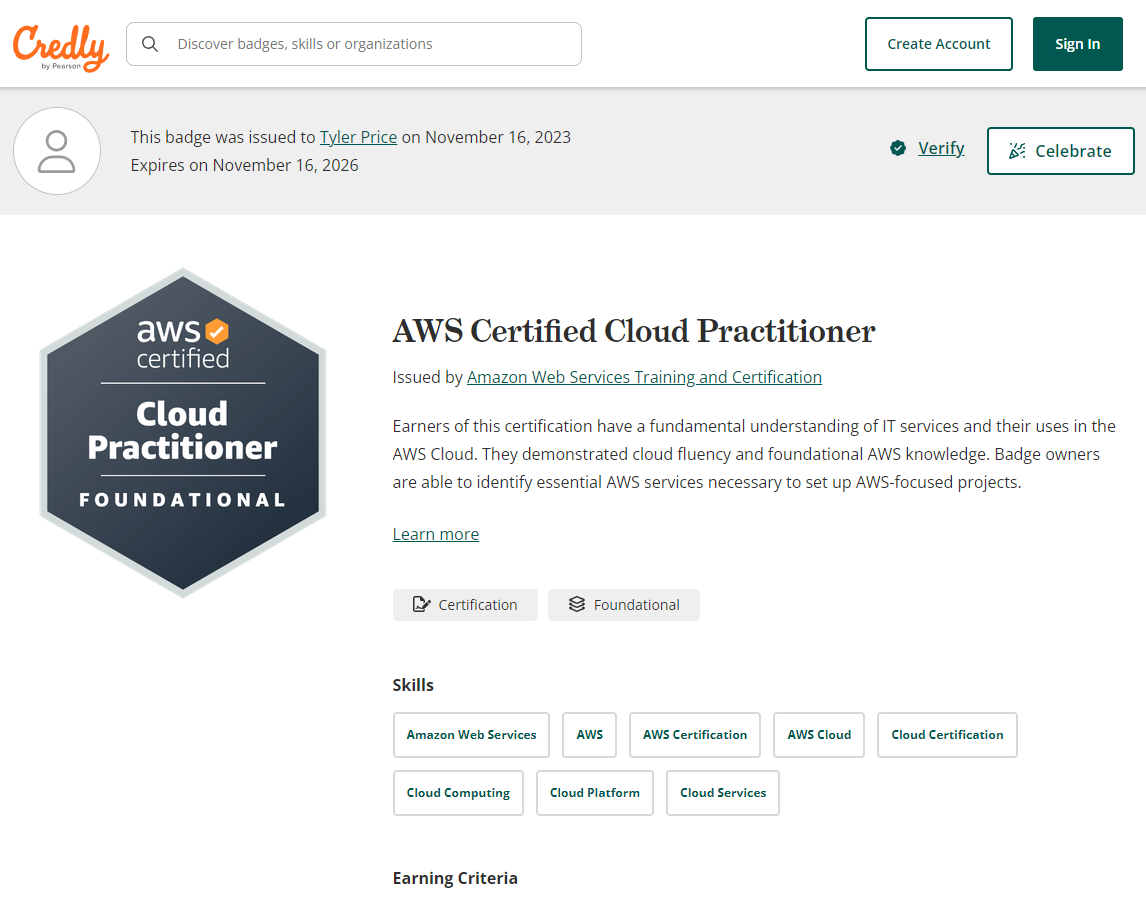 Credly
by Pearson
Discover badges, skills or organizations
Create Account
Sign In
This badge was issued to Tyler Price on November 16, 2023
Expires on November 16, 2026
Verify
Celebrate
aws
certified
Cloud
Practitioner
FOUNDATIONAL
AWS Certified Cloud Practitioner
Issued by Amazon Web Services Training and Certification
Earners of this certification have a fundamental understanding of IT services and their uses in the
AWS Cloud. They demonstrated cloud fluency and foundational AWS knowledge. Badge owners
are able to identify essential AWS services necessary to set up AWS-focused projects.
Learn more
Certification
Foundational
Skills
Amazon Web Services
AWS
AWS Certification
AWS Cloud
Cloud Certification
Cloud Computing
Cloud Platform
Cloud Services
Earning Criteria